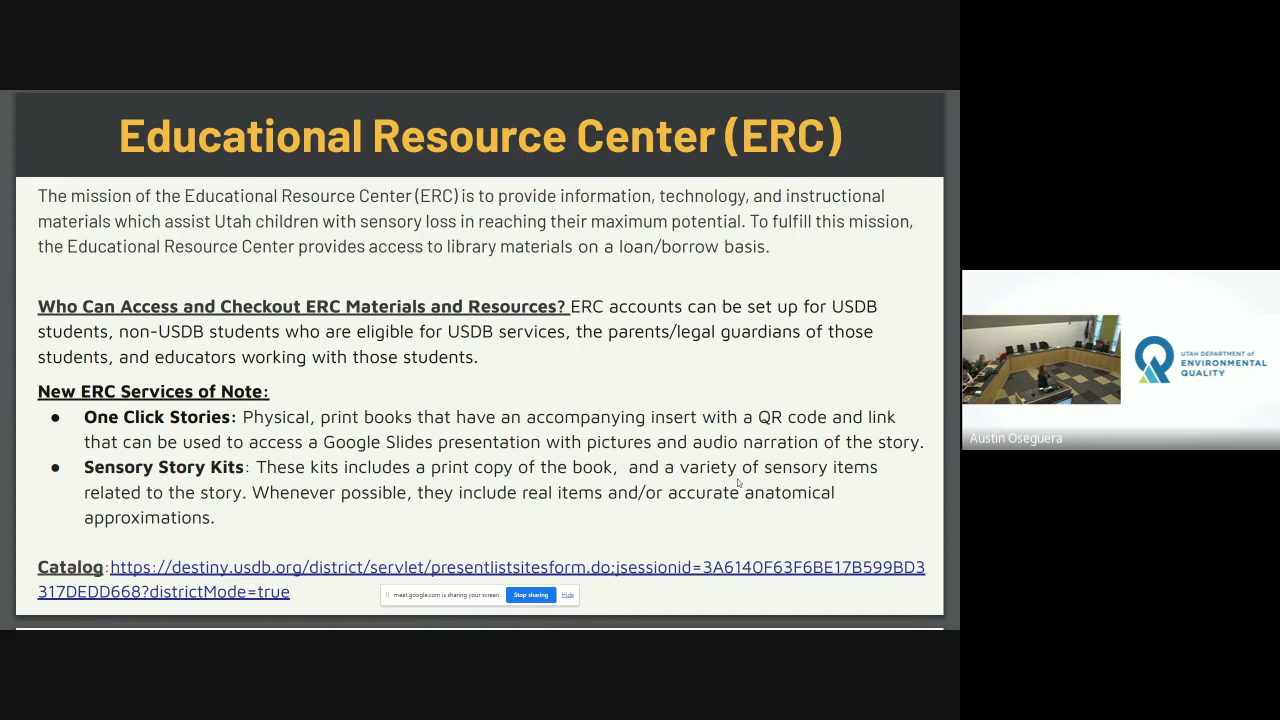 Educational Resource Center (ERC)
The mission of the Educational Resource Center (ERC) is to provide information, technology, and instructional
materials which assist Utah children with sensory loss in reaching their maximum potential. To fulfill this mission,
the Educational Resource Center provides access to library materials on a loan/borrow basis.
Who Can Access and Checkout ERC Materials and Resources? ERC accounts can be set up for USDB
students, non-USDB students who are eligible for USDB services, the parents/legal guardians of those
students, and educators working with those students.
New ERC Services of Note:
● One Click Stories: Physical, print books that have an accompanying insert with a QR code and link
that can be used to access a Google Slides presentation with pictures and audio narration of the story.
● Sensory Story Kits: These kits includes a print copy of the book, and a variety of sensory items
related to the story. Whenever possible, they include real items and/or accurate anatomical
approximations.
Catalog:https://destiny.usdb.org/district/servlet/presentlistsitesform.do;jsessionid=3A6140F63F6BE17B599BD3
317DEDD668?districtMode=true
meet.google.com is sharing your screen. Stop sharing Hide
UTAH DEPARTMENT of
ENVIRONMENTAL
QUALITY
Austin Oseguera